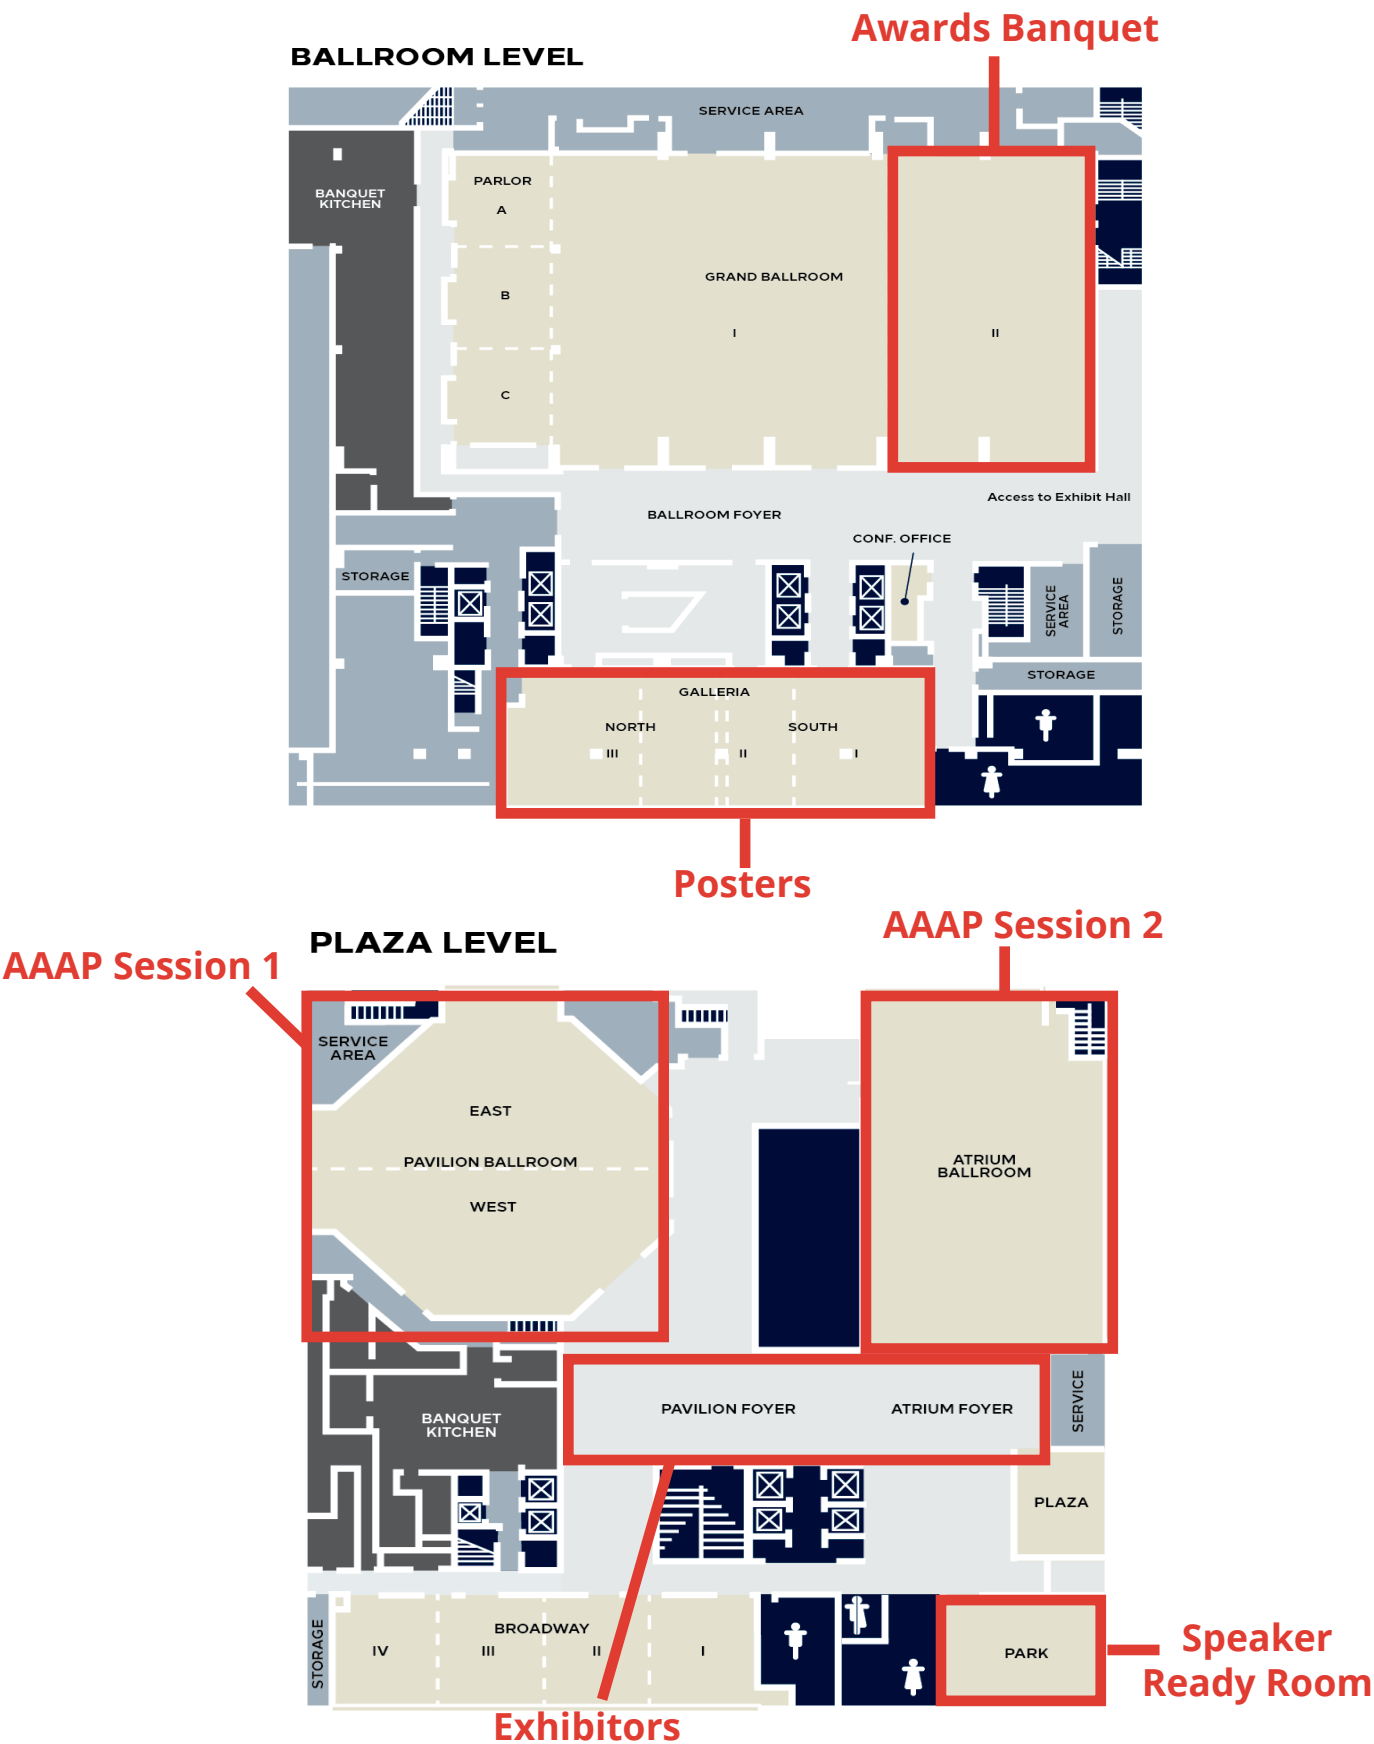 Awards Banquet
BALLROOM LEVEL
SERVICE AREA
PARLOR
A
BANQUET
KITCHEN
GRAND BALLROOM
B
I
II
C
Access to Exhibit Hall
BALLROOM FOYER
CONF. OFFICE
STORAGE
SERVICE
AREA
STORAGE
STORAGE
GALLERIA
NORTH
SOUTH
III
II
I
Posters
AAAP Session 2
PLAZA LEVEL
AAAP Session 1
SERVICE
AREA
EAST
PAVILION BALLROOM
WEST
ATRIUM
BALLROOM
PAVILION FOYER
ATRIUM FOYER
SERVICE
BANQUET
KITCHEN
PLAZA
STORAGE
BROADWAY
IV
III
II
I
PARK
Speaker
Ready Room
Exhibitors